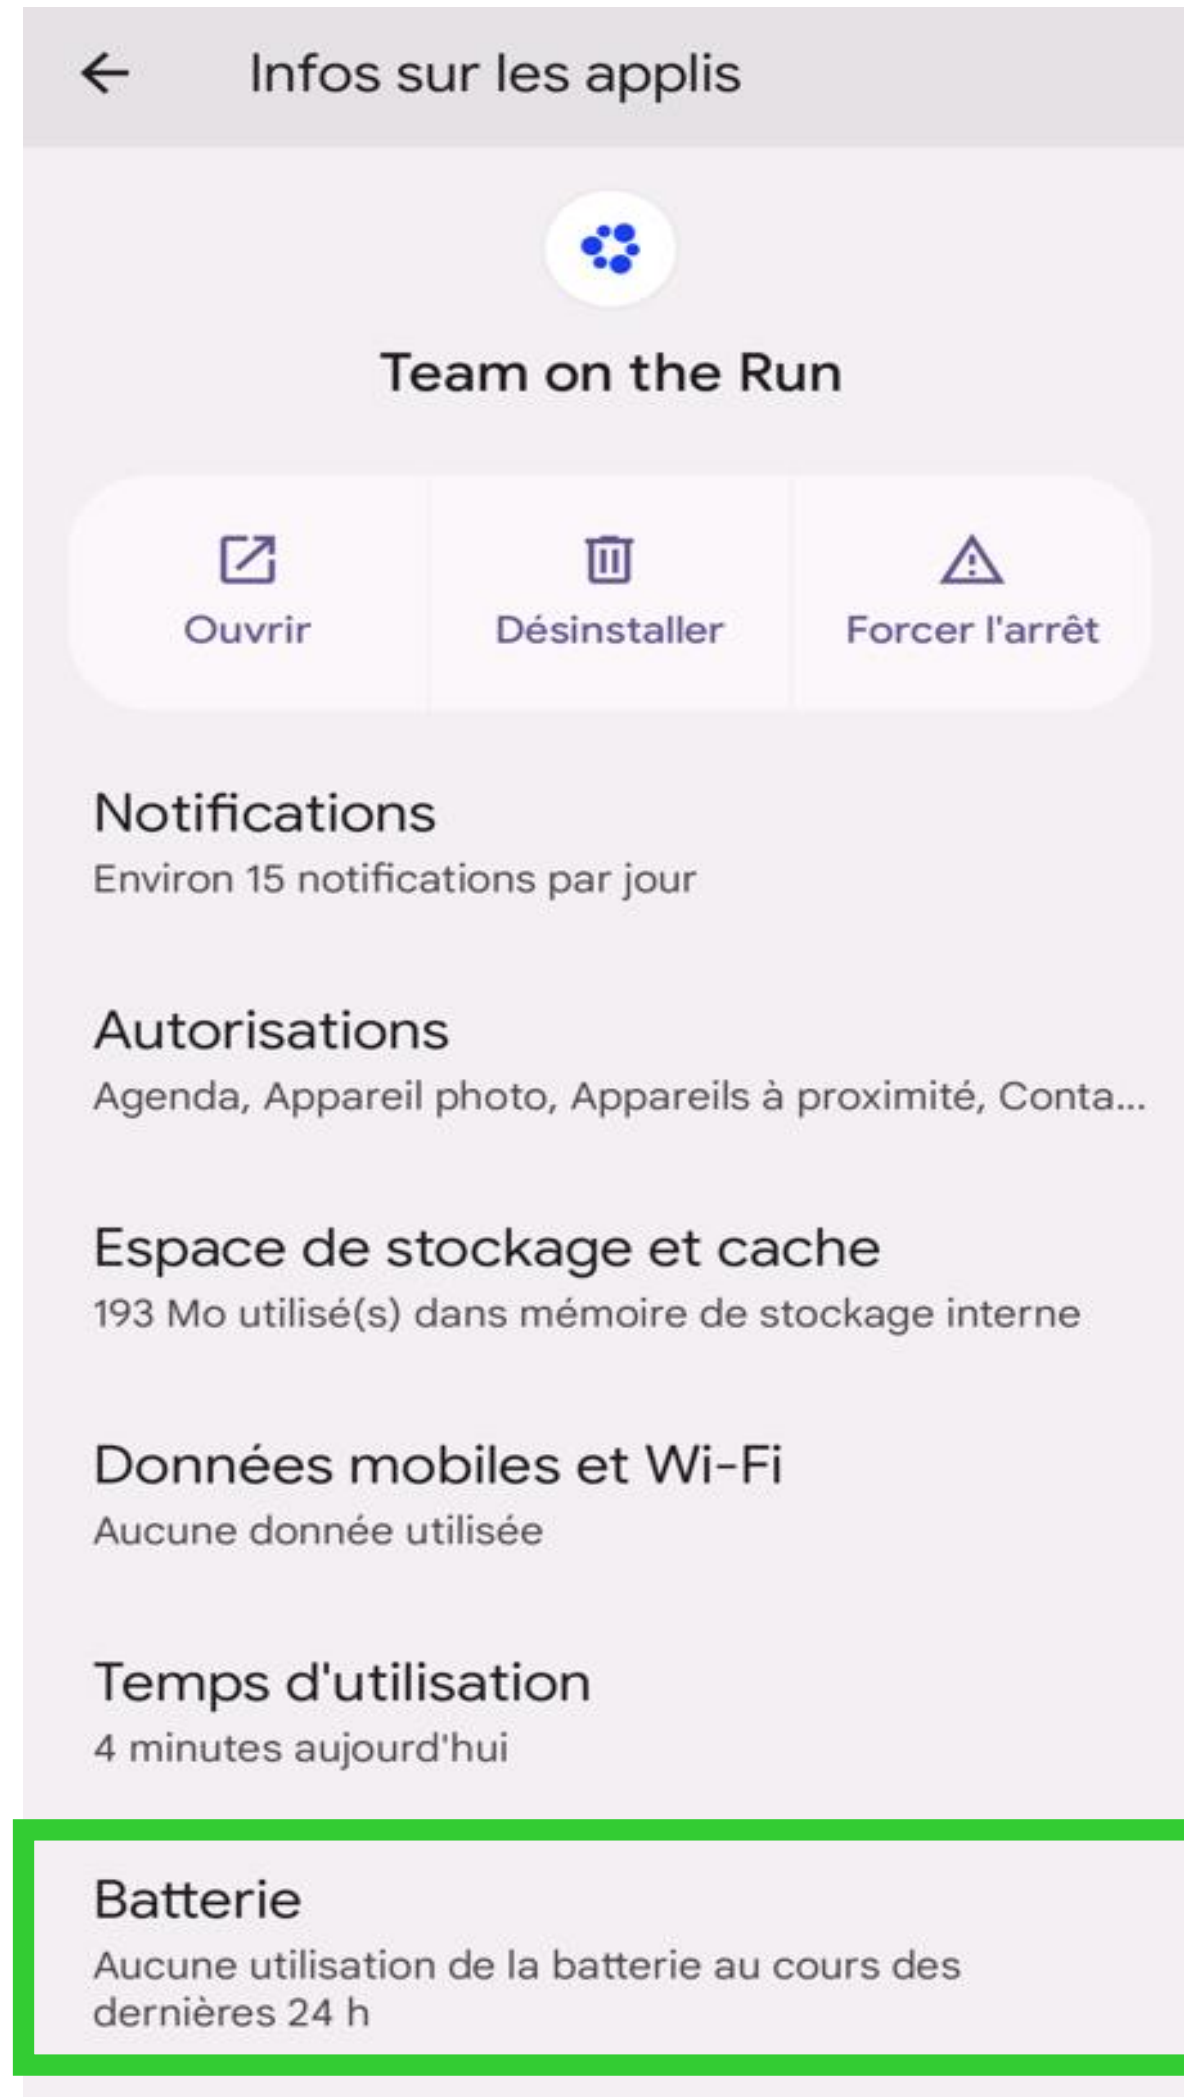 Infos sur les applis
Team on the Run
Ouvrir
Désinstaller
Forcer l'arrêt
Notifications
Environ 15 notifications par jour
Autorisations
Agenda, Appareil photo, Appareils à proximité, Conta...
Espace de stockage et cache
193 Mo utilisé(s) dans mémoire de stockage interne
Données mobiles et Wi-Fi
Aucune donnée utilisée
Temps d'utilisation
4 minutes aujourd'hui
Batterie
Aucune utilisation de la batterie au cours des
dernières 24 h